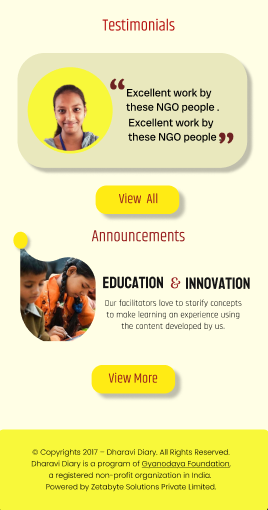 Testimonials
“Excellent work by
these NGO people .
Excellent work by
these NGO people ”
View All
Announcements
EDUCATION & INNOVATION
Our facilitators love to storify concepts
to make learning an experience using
the content developed by us.
View More
© Copyrights 2017 – Dharavi Diary. All Rights Reserved.
Dharavi Diary is a program of Gyanodaya Foundation,
a registered non-profit organization in India.
Powered by Zetabyte Solutions Private Limited.